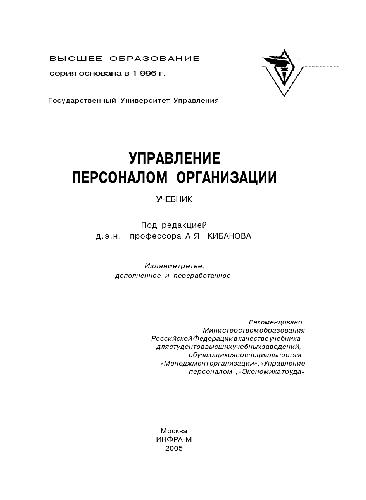 ВЫСШЕЕ ОБРАЗОВАНИЕ
серия основана в 1996 г.
Государственный Университет Управления
УПРАВЛЕНИЕ
ПЕРСОНАЛОМ ОРГАНИЗАЦИИ
УЧЕБНИК
Под редакцией
д.э.н. профессора А.Я. КИБАНОВА
Издание третье,
дополненное и переработанное
Рекомендовано
Министерством образования
Российской Федерации в качестве учебника
для студентов высших учебных заведений,
обучающихся по специальностям
«Менеджмент организации», «Управление
персоналом», «Экономика труда»
Москва
ИНФРА-М
2005